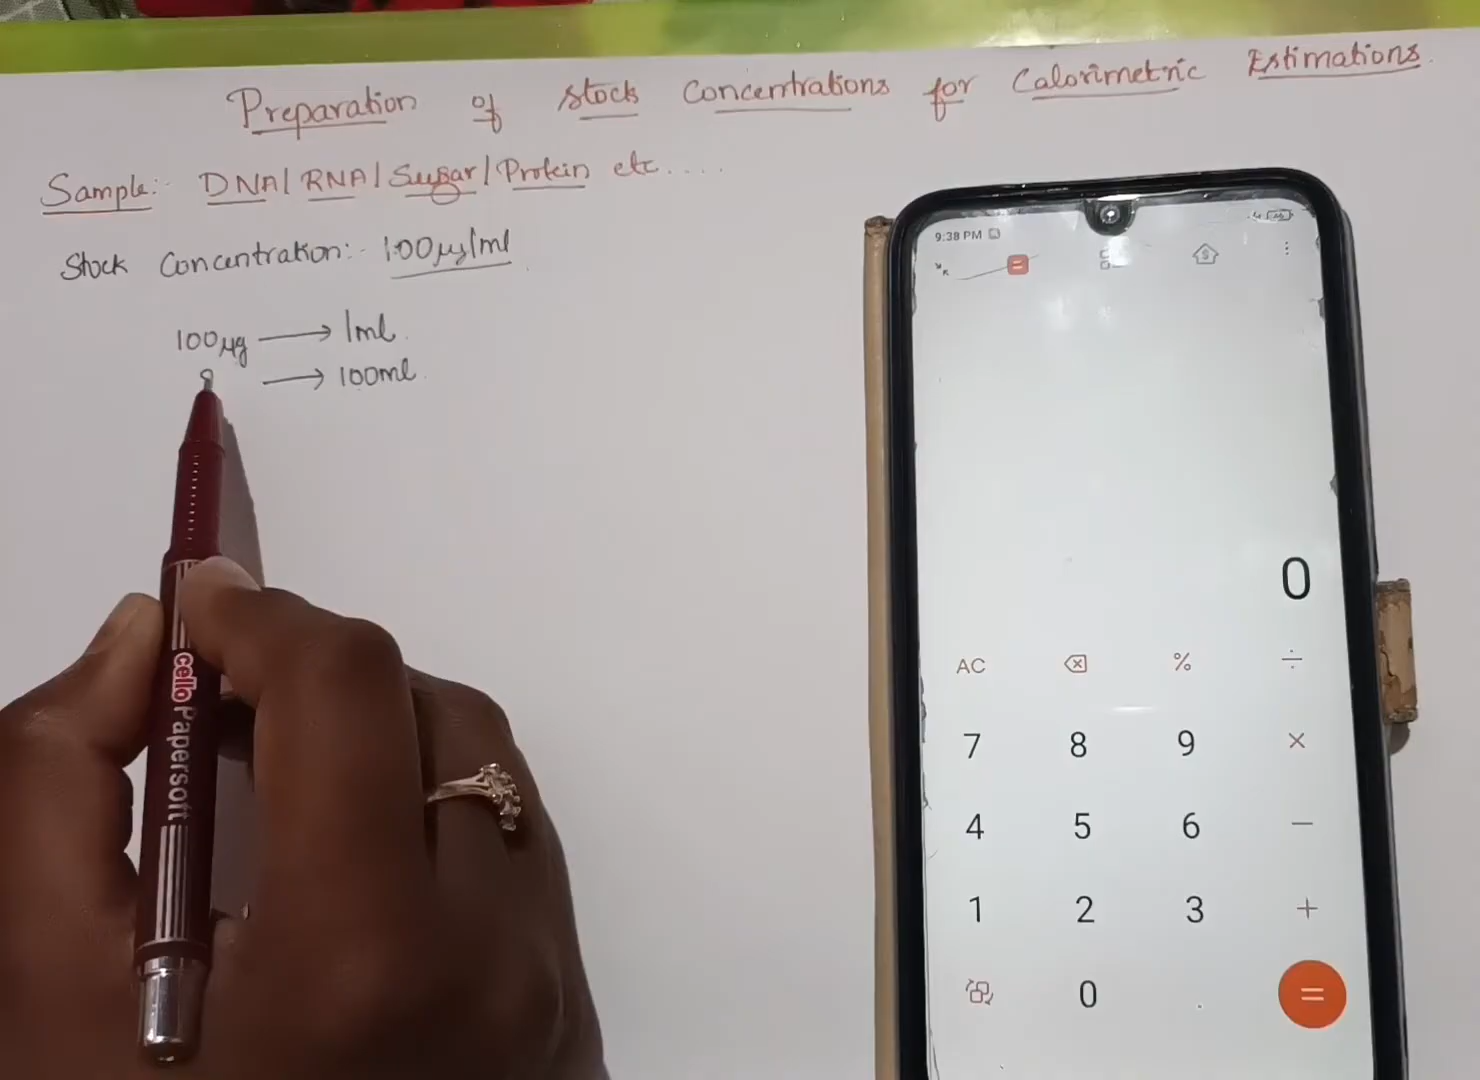 Preparation of stock Concentrations for Calorimetric Estimations.
Sample:- DNA/ RNA/ Sugar/ Protein etc.....
Stock Concentration:- 100μg/ml
100μg → 1ml.
? → 100ml
9:38 PM
0
AC % ÷
7 8 9 ×
4 5 6 −
1 2 3 +
0 . =
cello Papersoft